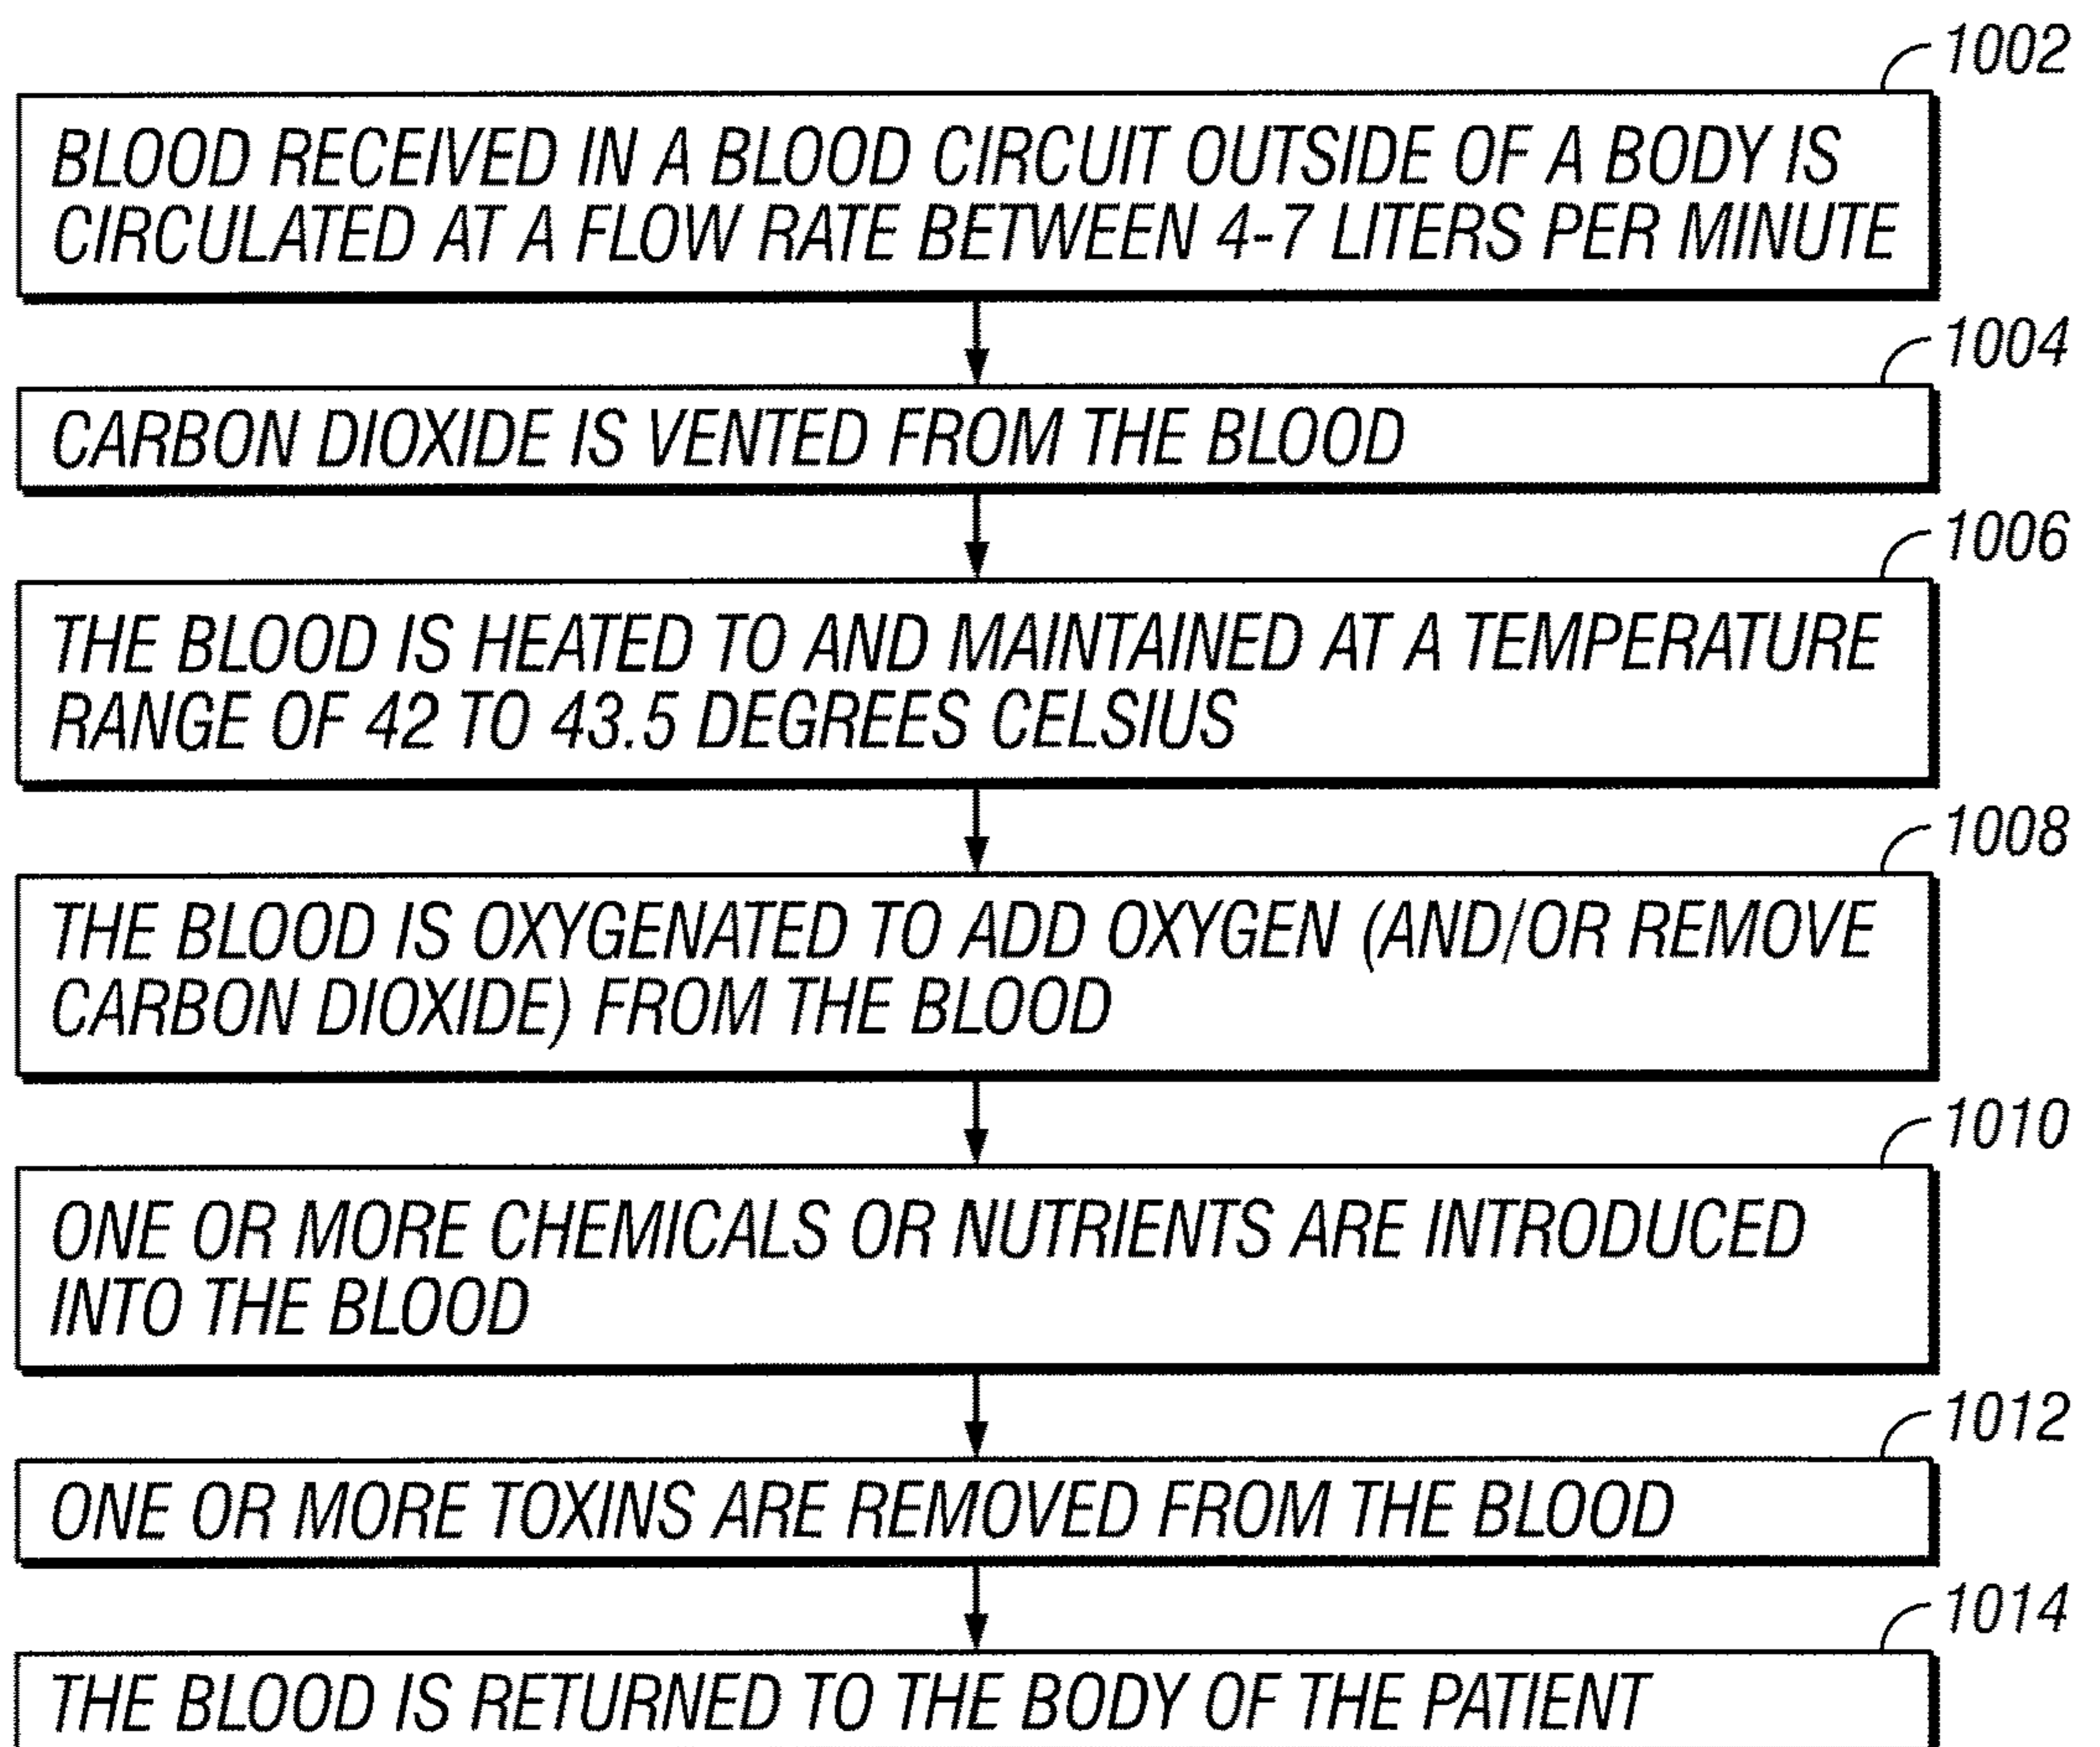 1002
BLOOD RECEIVED IN A BLOOD CIRCUIT OUTSIDE OF A BODY IS
CIRCULATED AT A FLOW RATE BETWEEN 4-7 LITERS PER MINUTE
1004
CARBON DIOXIDE IS VENTED FROM THE BLOOD
1006
THE BLOOD IS HEATED TO AND MAINTAINED AT A TEMPERATURE
RANGE OF 42 TO 43.5 DEGREES CELSIUS
1008
THE BLOOD IS OXYGENATED TO ADD OXYGEN (AND/OR REMOVE
CARBON DIOXIDE) FROM THE BLOOD
1010
ONE OR MORE CHEMICALS OR NUTRIENTS ARE INTRODUCED
INTO THE BLOOD
1012
ONE OR MORE TOXINS ARE REMOVED FROM THE BLOOD
1014
THE BLOOD IS RETURNED TO THE BODY OF THE PATIENT